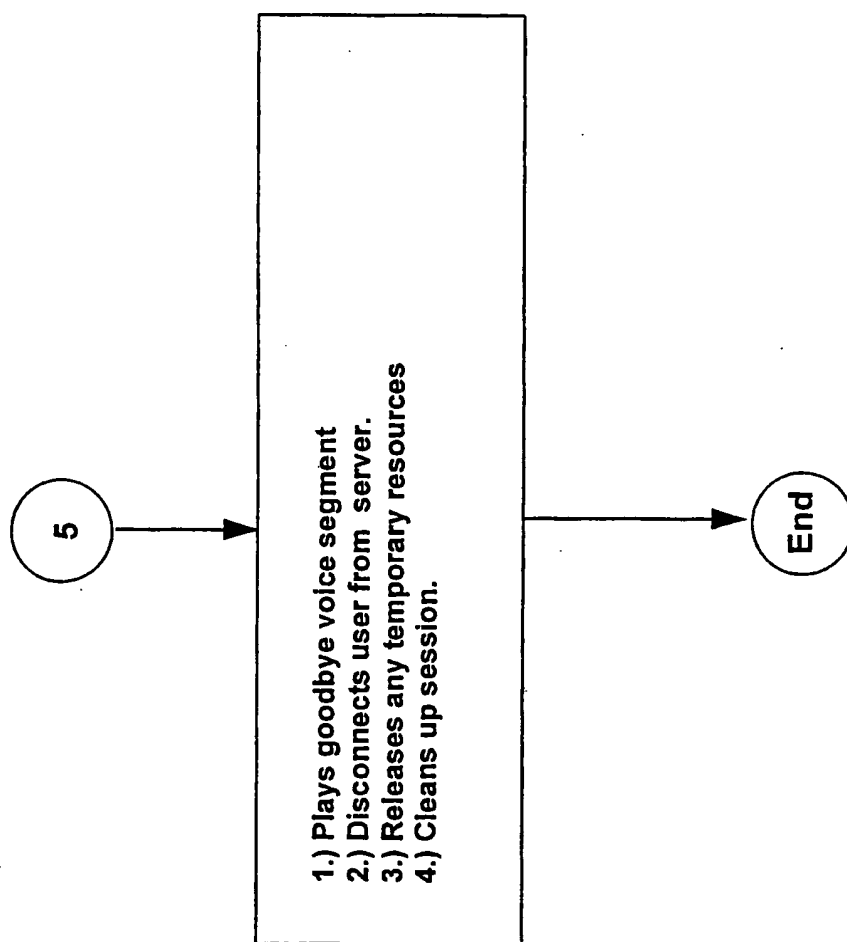 5
1.) Plays goodbye voice segment
2.) Disconnects user from server.
3.) Releases any temporary resources
4.) Cleans up session.
End